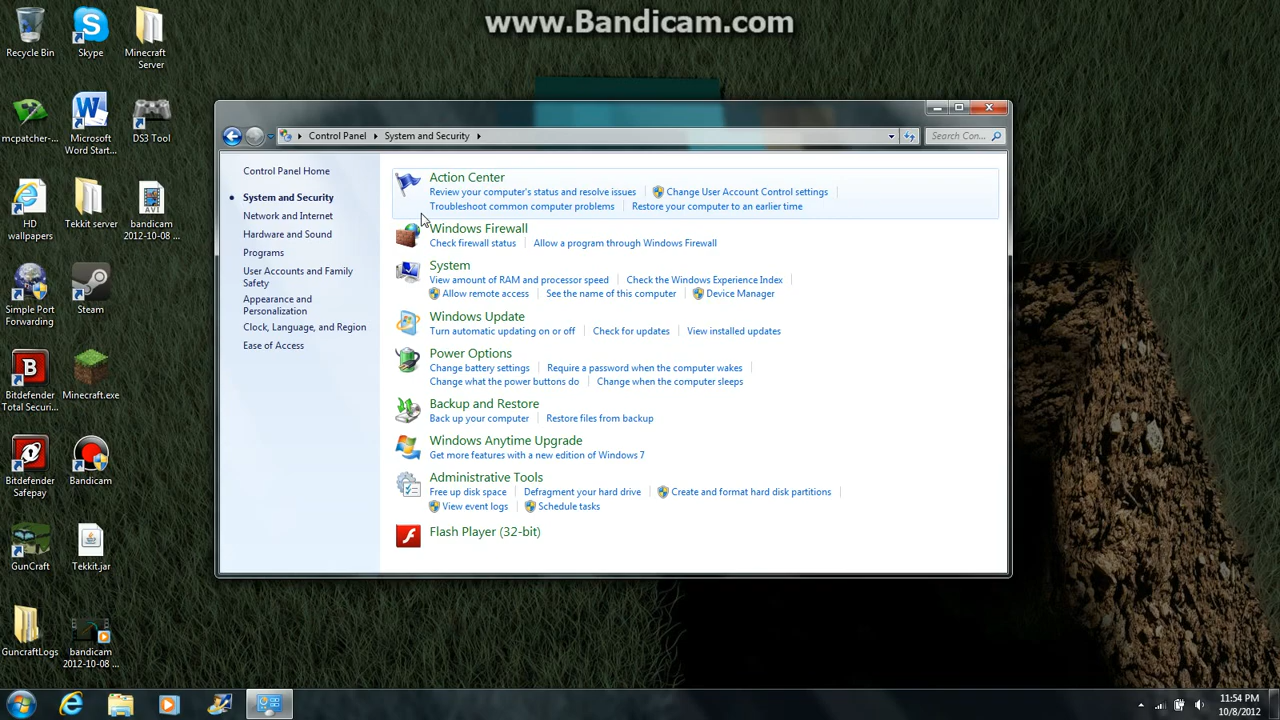 www.Bandicam.com
Recycle Bin
Skype
Minecraft
Server
mcpatcher-...
Microsoft
Word Start...
DS3 Tool
HD
wallpapers
Tekkit server
bandicam
2012-10-08 ...
Simple Port
Forwarding
Steam
Bitdefender
Total Securi...
Minecraft.exe
Bitdefender
Safepay
Bandicam
GunCraft
Tekkit.jar
GuncraftLogs
bandicam
2012-10-08 ...
Control Panel System and Security
Search Con...
Control Panel Home
System and Security
Network and Internet
Hardware and Sound
Programs
User Accounts and Family
Safety
Appearance and
Personalization
Clock, Language, and Region
Ease of Access
Action Center
Review your computer's status and resolve issues Change User Account Control settings
Troubleshoot common computer problems Restore your computer to an earlier time
Windows Firewall
Check firewall status Allow a program through Windows Firewall
System
View amount of RAM and processor speed Check the Windows Experience Index
Allow remote access See the name of this computer Device Manager
Windows Update
Turn automatic updating on or off Check for updates View installed updates
Power Options
Change battery settings Require a password when the computer wakes
Change what the power buttons do Change when the computer sleeps
Backup and Restore
Back up your computer Restore files from backup
Windows Anytime Upgrade
Get more features with a new edition of Windows 7
Administrative Tools
Free up disk space Defragment your hard drive Create and format hard disk partitions
View event logs Schedule tasks
Flash Player (32-bit)
11:54 PM
10/8/2012